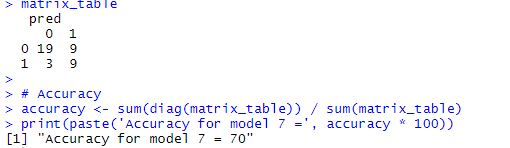 > matrix_table
pred
0 1
0 19 9
1 3 9
>
> # Accuracy
> accuracy <- sum(diag(matrix_table)) / sum(matrix_table)
> print(paste('Accuracy for model 7 =', accuracy * 100))
[1] "Accuracy for model 7 = 70"